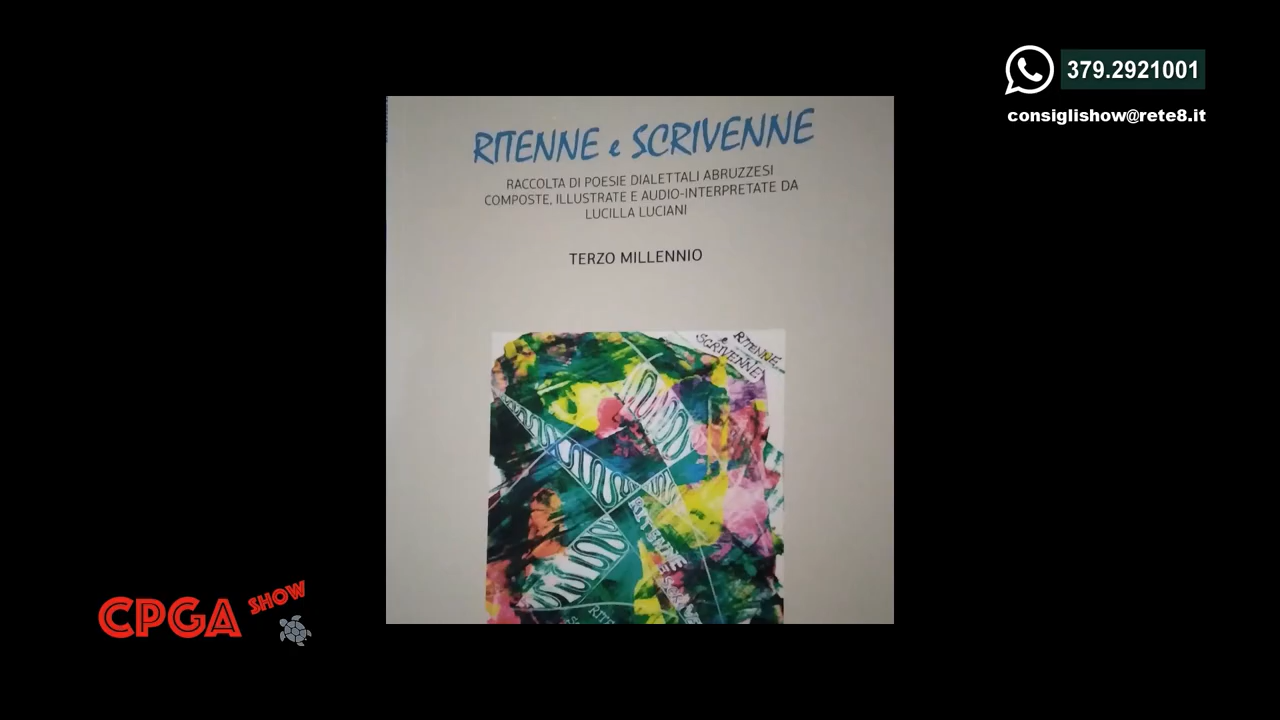 379.2921001
consiglishow@rete8.it
RITENNE e SCRIVENNE
RACCOLTA DI POESIE DIALETTALI ABRUZZESI
COMPOSTE, ILLUSTRATE E AUDIO-INTERPRETATE DA
LUCILLA LUCIANI
TERZO MILLENNIO
RITENNE
e
SCRIVENNE
RITENNE
CPGA SHOW